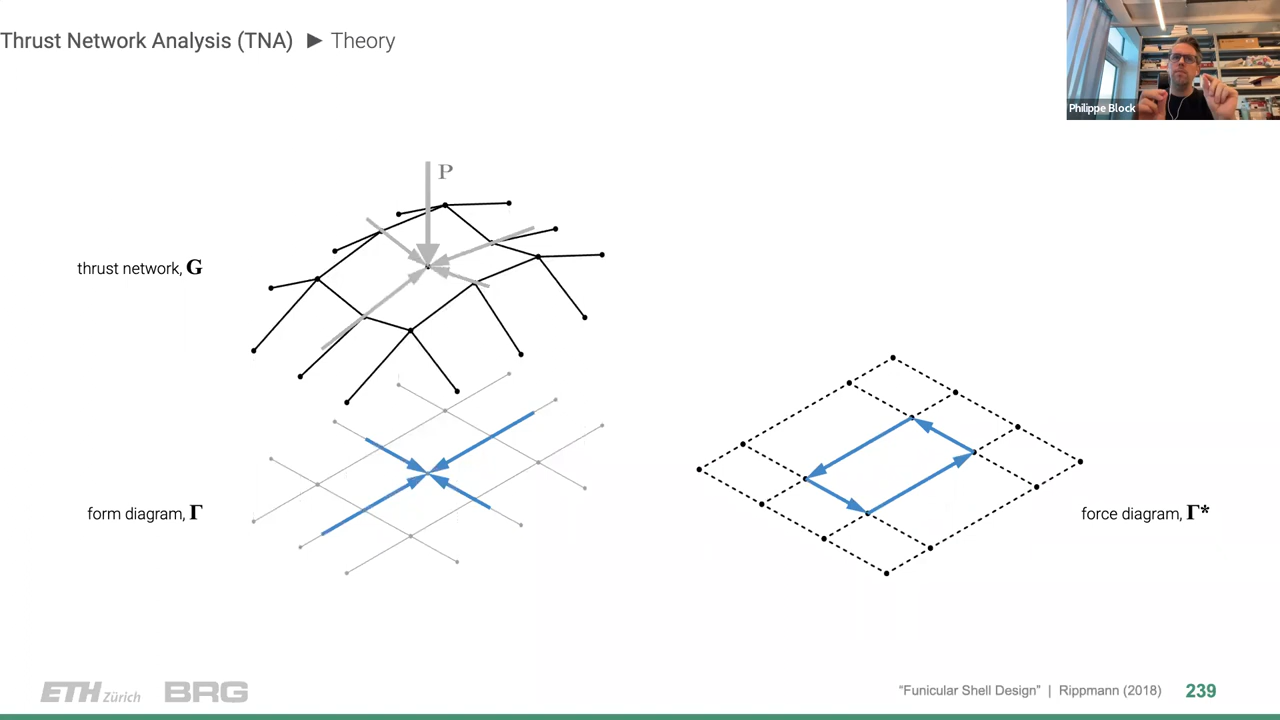 Thrust Network Analysis (TNA) ► Theory
Philippe Block
P
thrust network, G
form diagram, Γ
force diagram, Γ*
ETH Zürich BRG
"Funicular Shell Design" | Rippmann (2018) 239